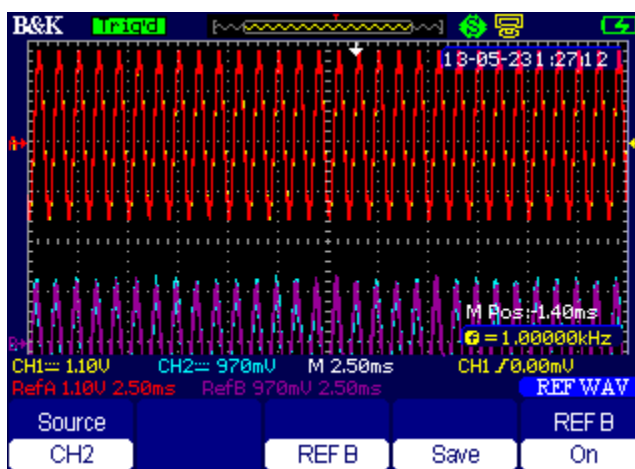 B&K Trig'd
13-05-23 1:27:12
A
M Pos:-1.40ms
f = 1.00000kHz
CH1 1.10V CH2 970mV M 2.50ms CH1 0.00mV
RefA 1.10V 2.50ms RefB 970mV 2.50ms REF WAV
Source REF B
CH2 REF B Save On